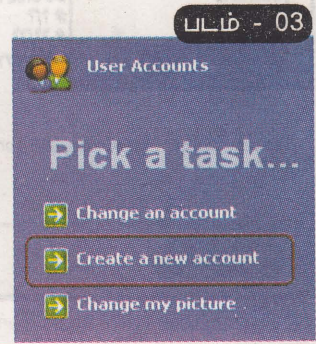 படம் - 03
User Accounts
Pick a task...
Change an account
Create a new account
Change my picture